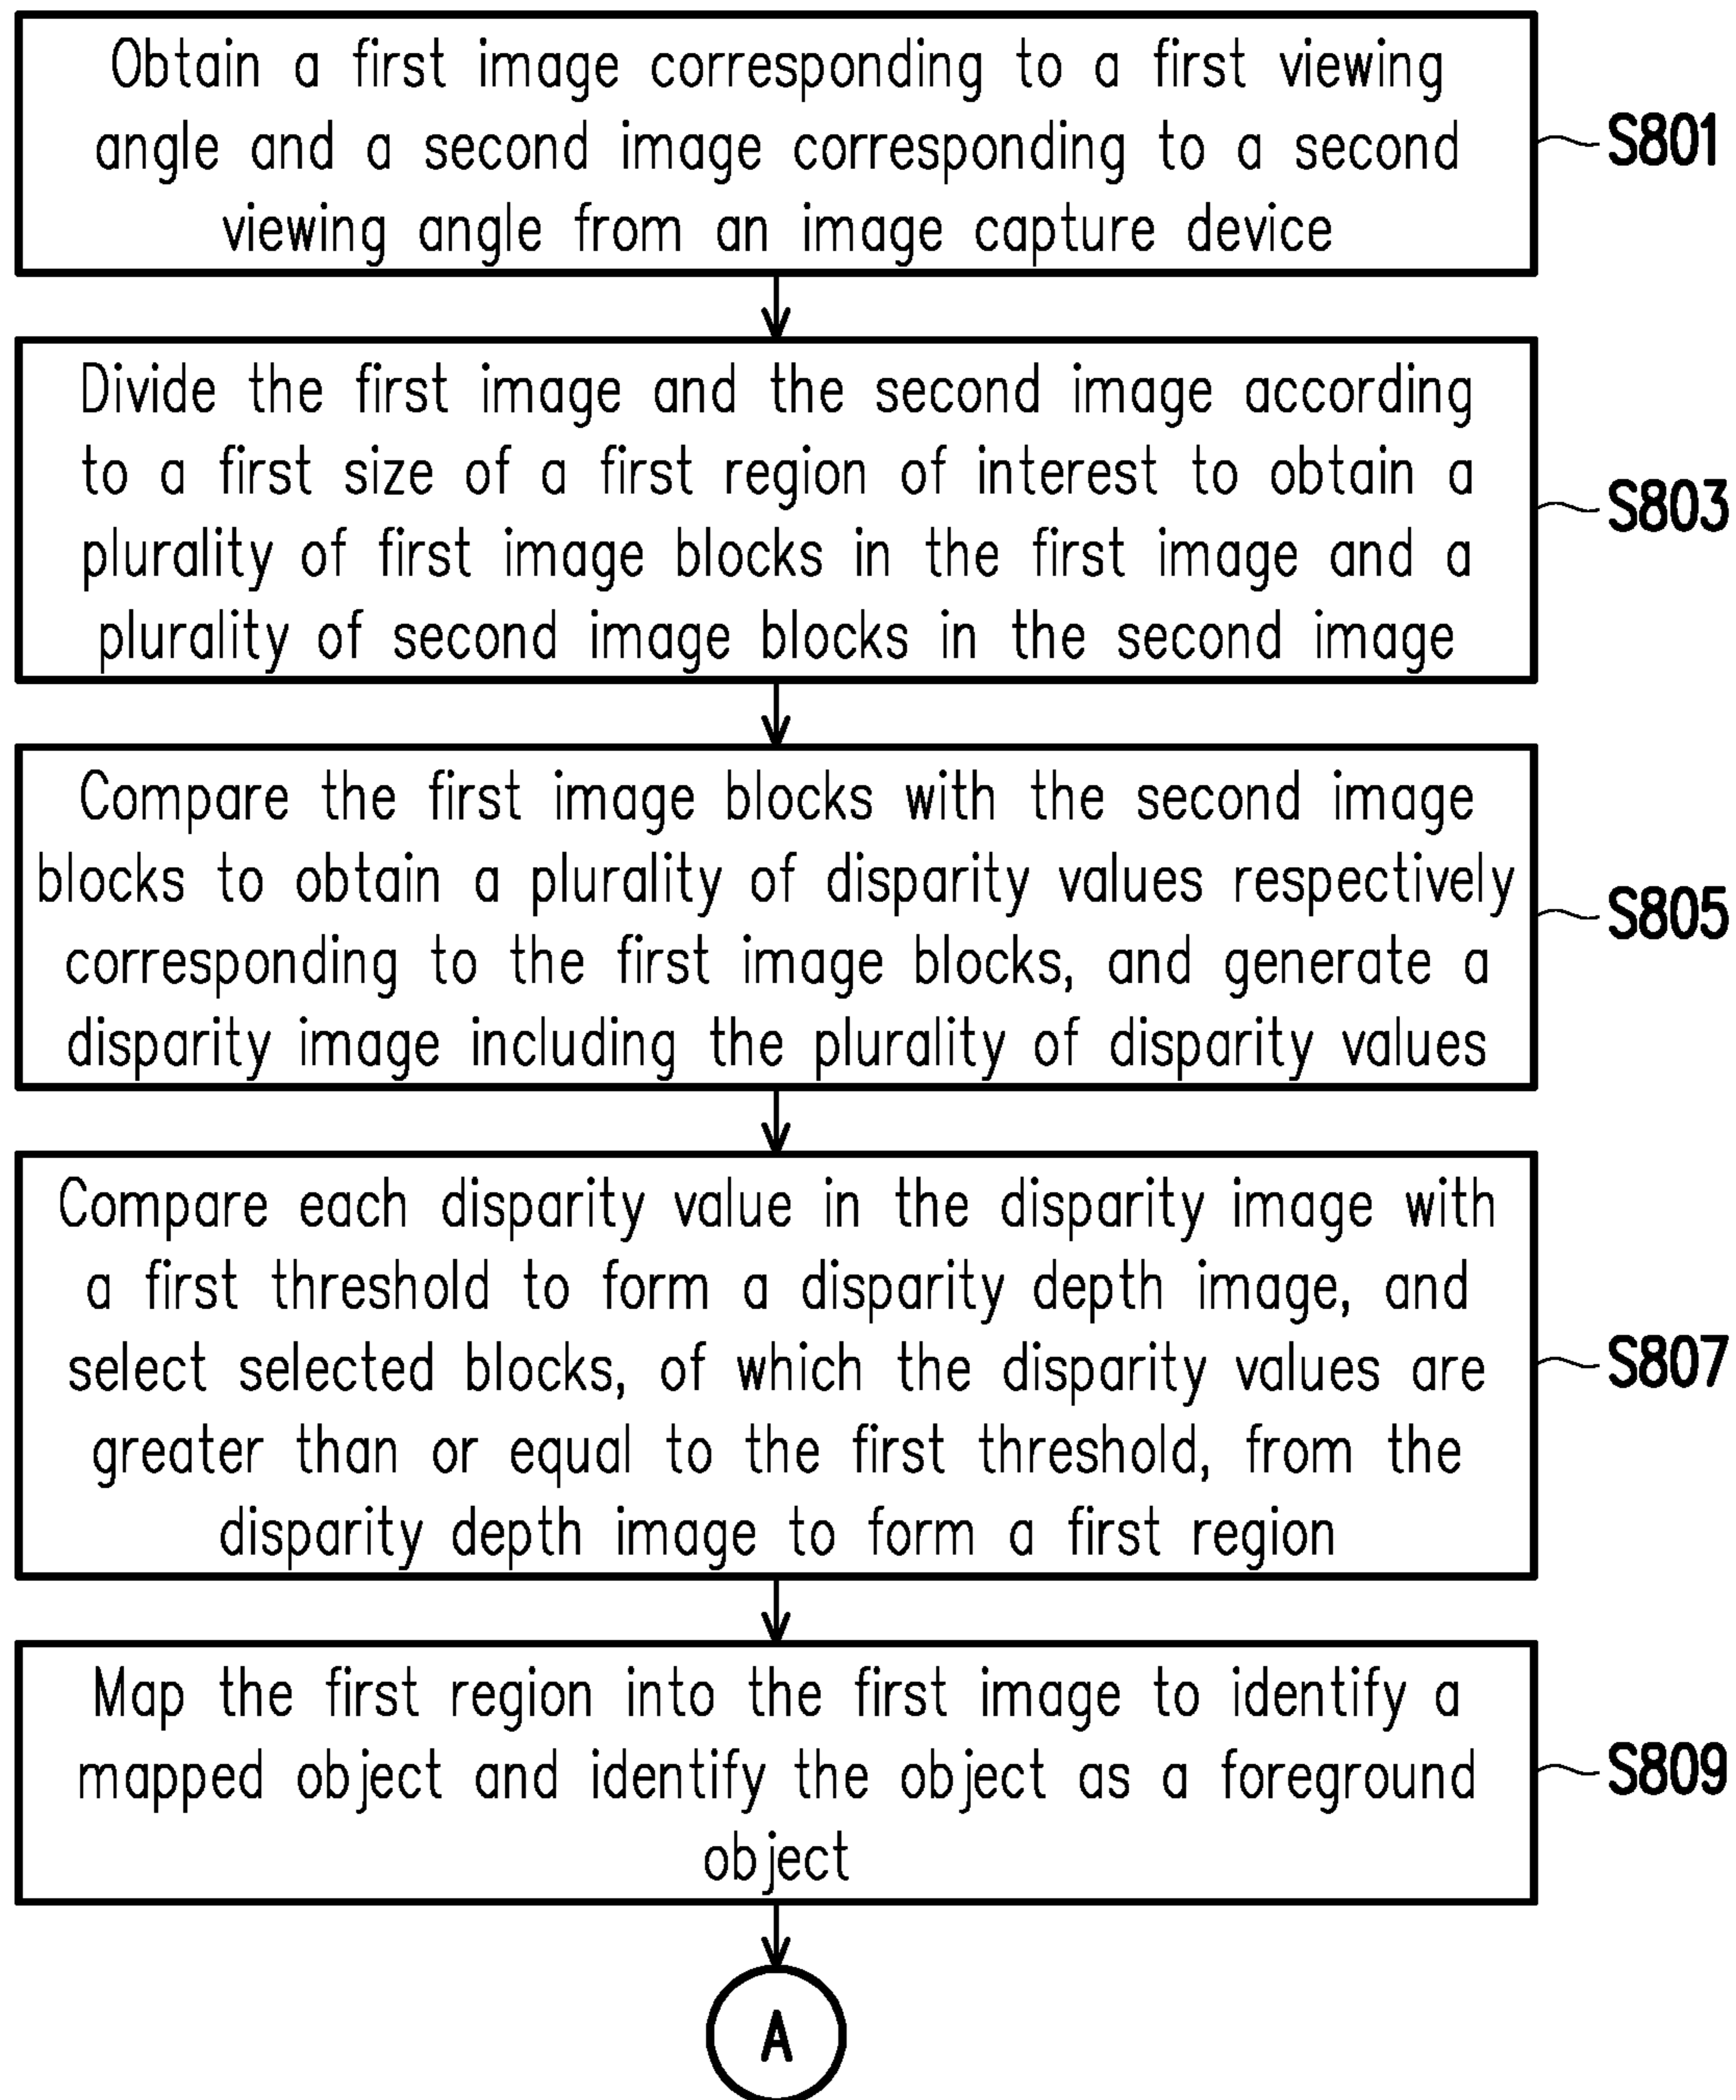 Obtain a first image corresponding to a first viewing
angle and a second image corresponding to a second
viewing angle from an image capture device
S801
Divide the first image and the second image according
to a first size of a first region of interest to obtain a
plurality of first image blocks in the first image and a
plurality of second image blocks in the second image
S803
Compare the first image blocks with the second image
blocks to obtain a plurality of disparity values respectively
corresponding to the first image blocks, and generate a
disparity image including the plurality of disparity values
S805
Compare each disparity value in the disparity image with
a first threshold to form a disparity depth image, and
select selected blocks, of which the disparity values are
greater than or equal to the first threshold, from the
disparity depth image to form a first region
S807
Map the first region into the first image to identify a
mapped object and identify the object as a foreground
object
S809
A